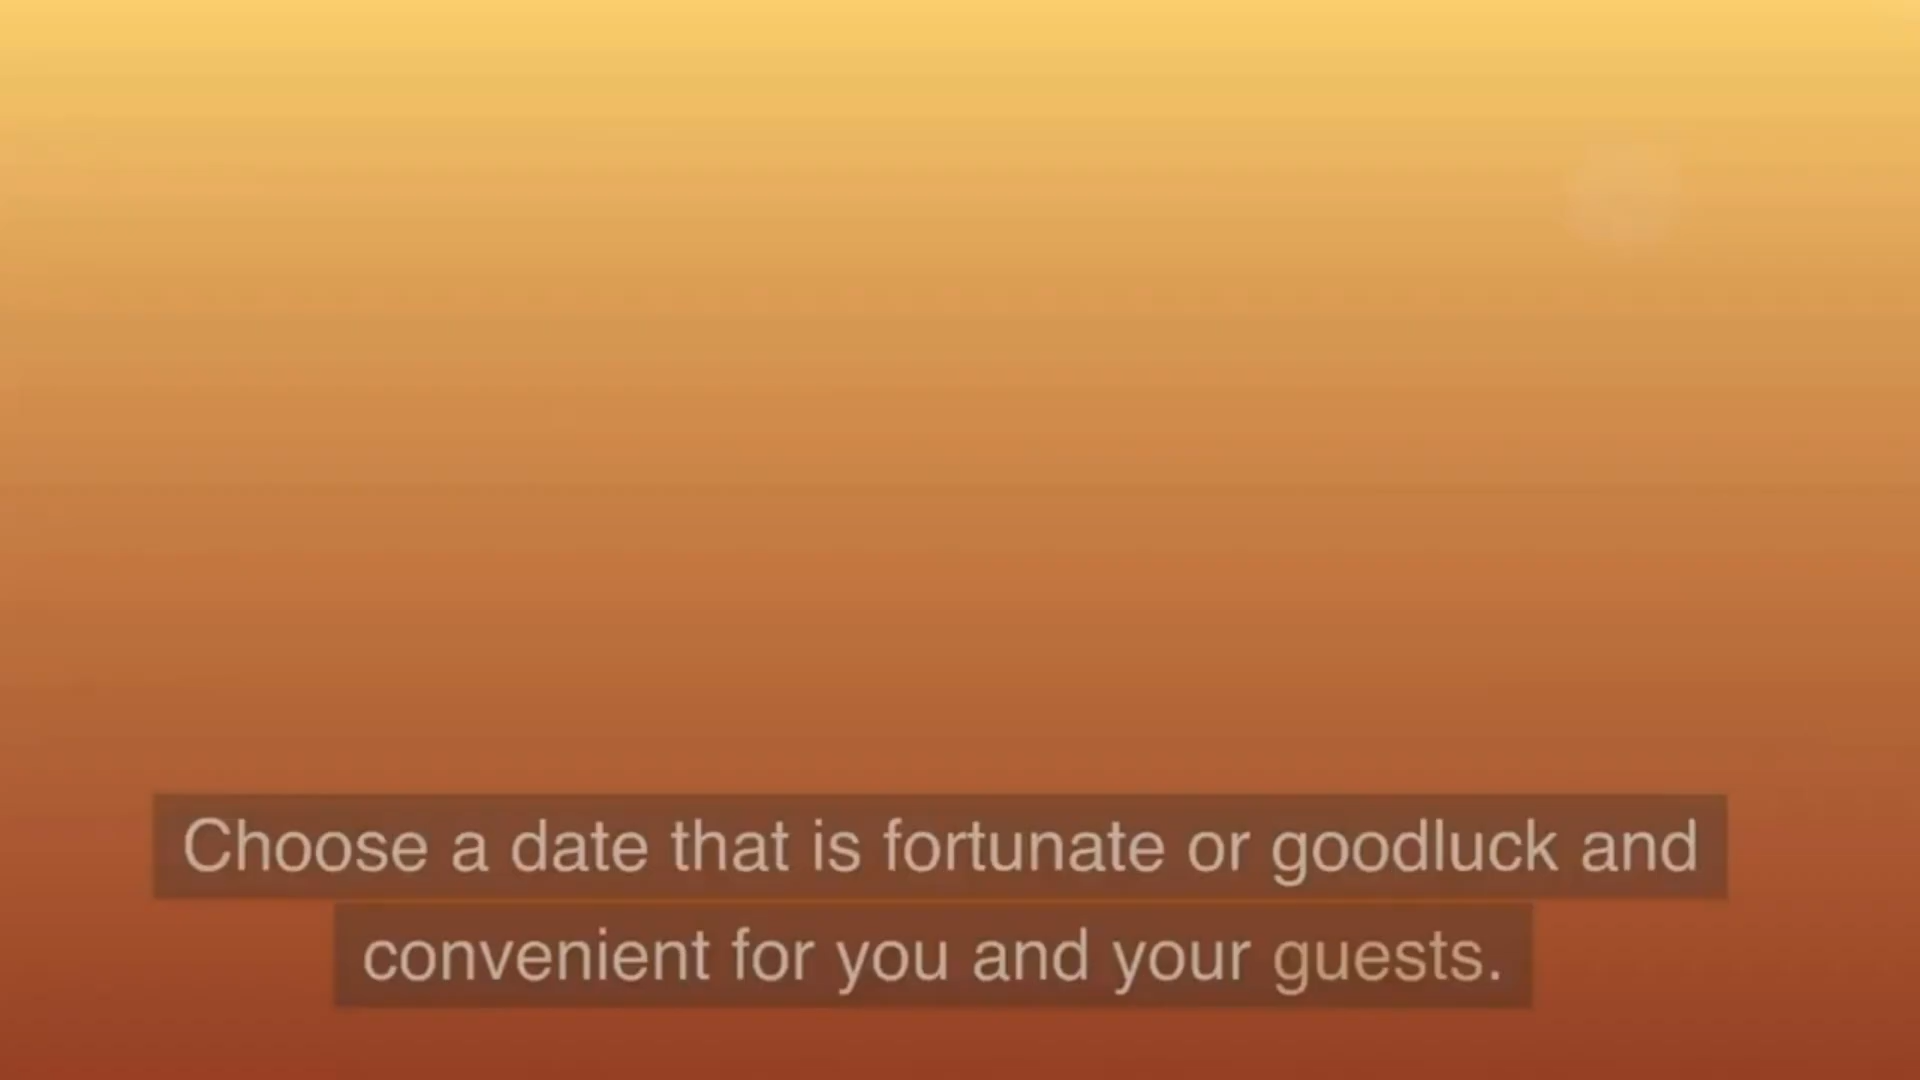 Choose a date that is fortunate or goodluck and
convenient for you and your guests.